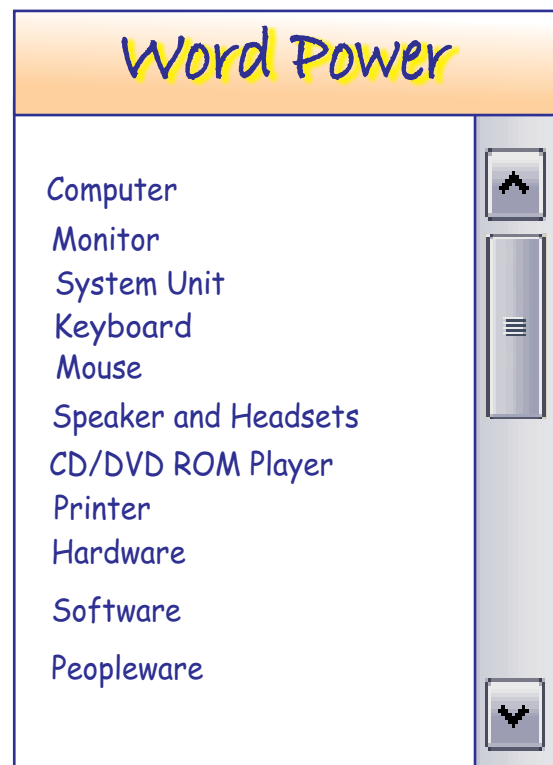 Word Power
Computer
Monitor
System Unit
Keyboard
Mouse
Speaker and Headsets
CD/DVD ROM Player
Printer
Hardware
Software
Peopleware